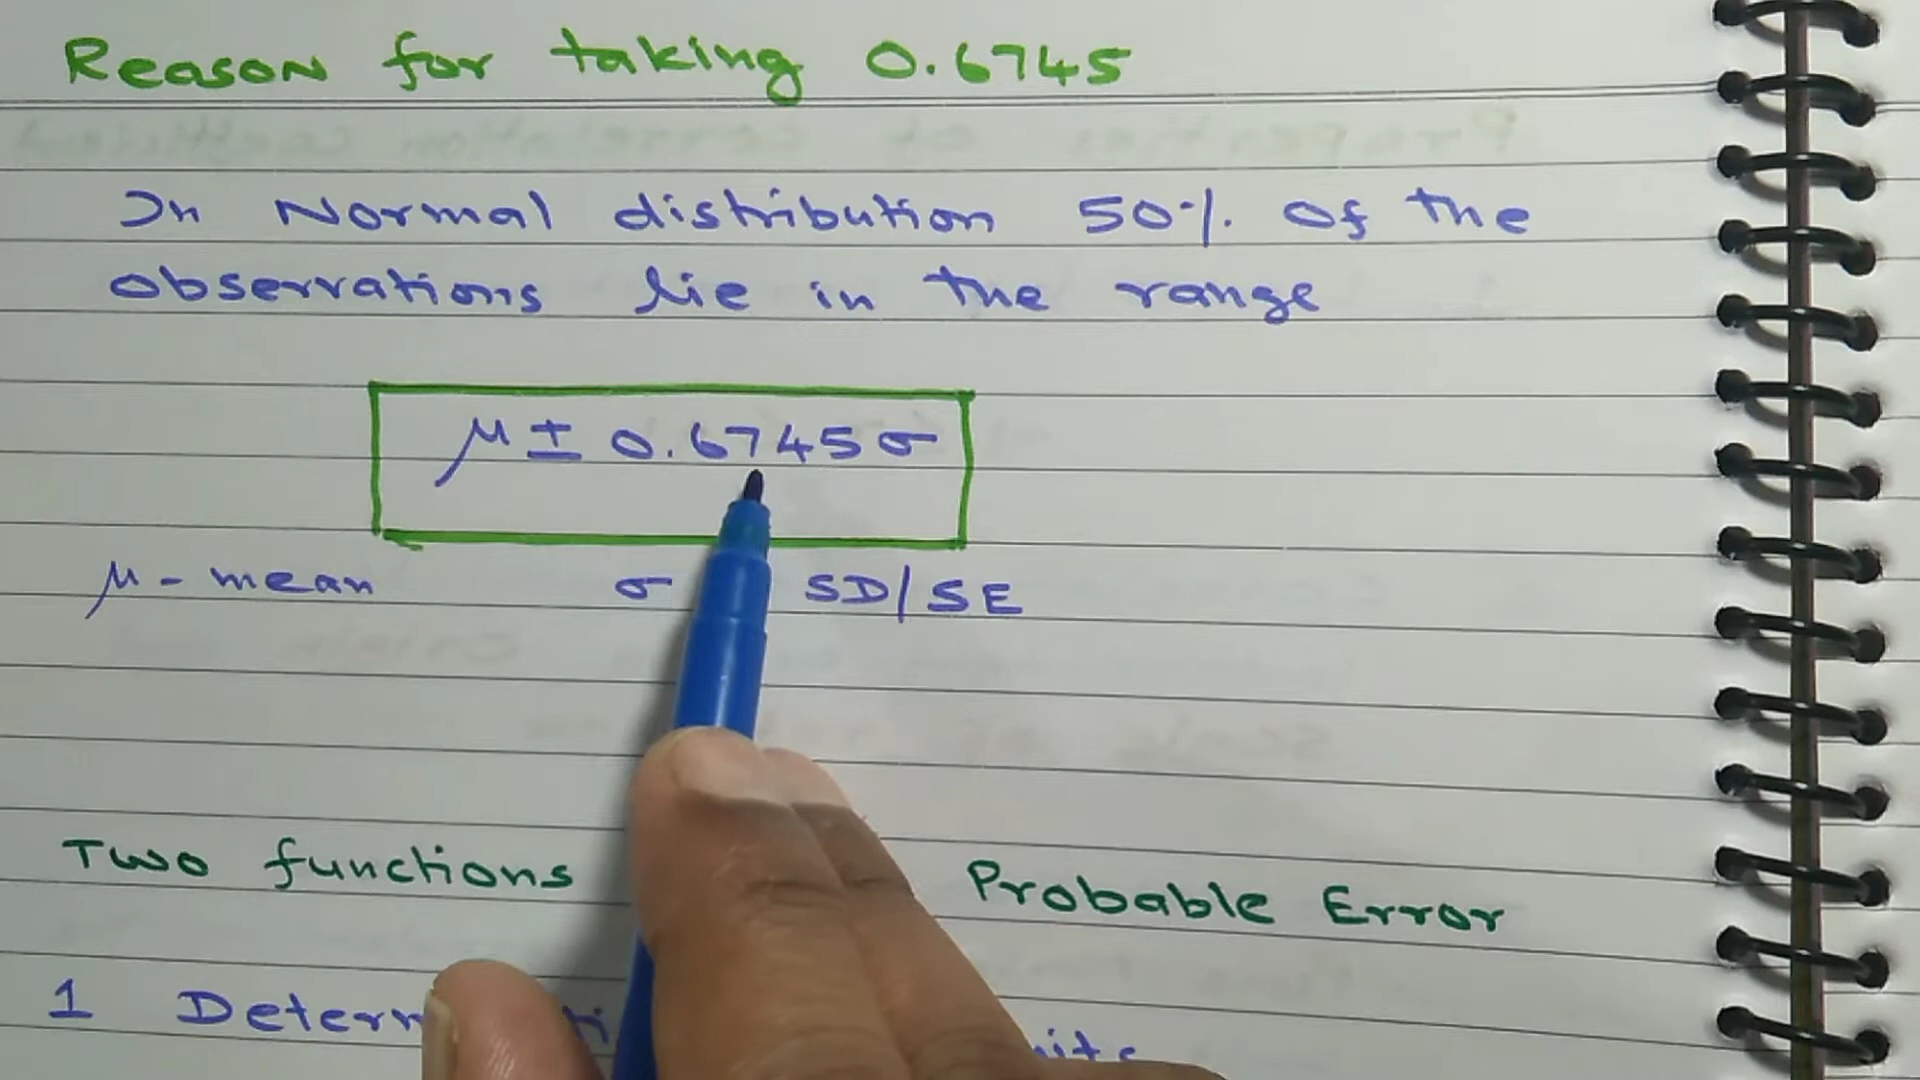 Reason for taking 0.6745
In Normal distribution 50%. of the
observations lie in the range
μ ± 0.6745σ
μ - mean σ SD/SE
Two functions Probable Error
1